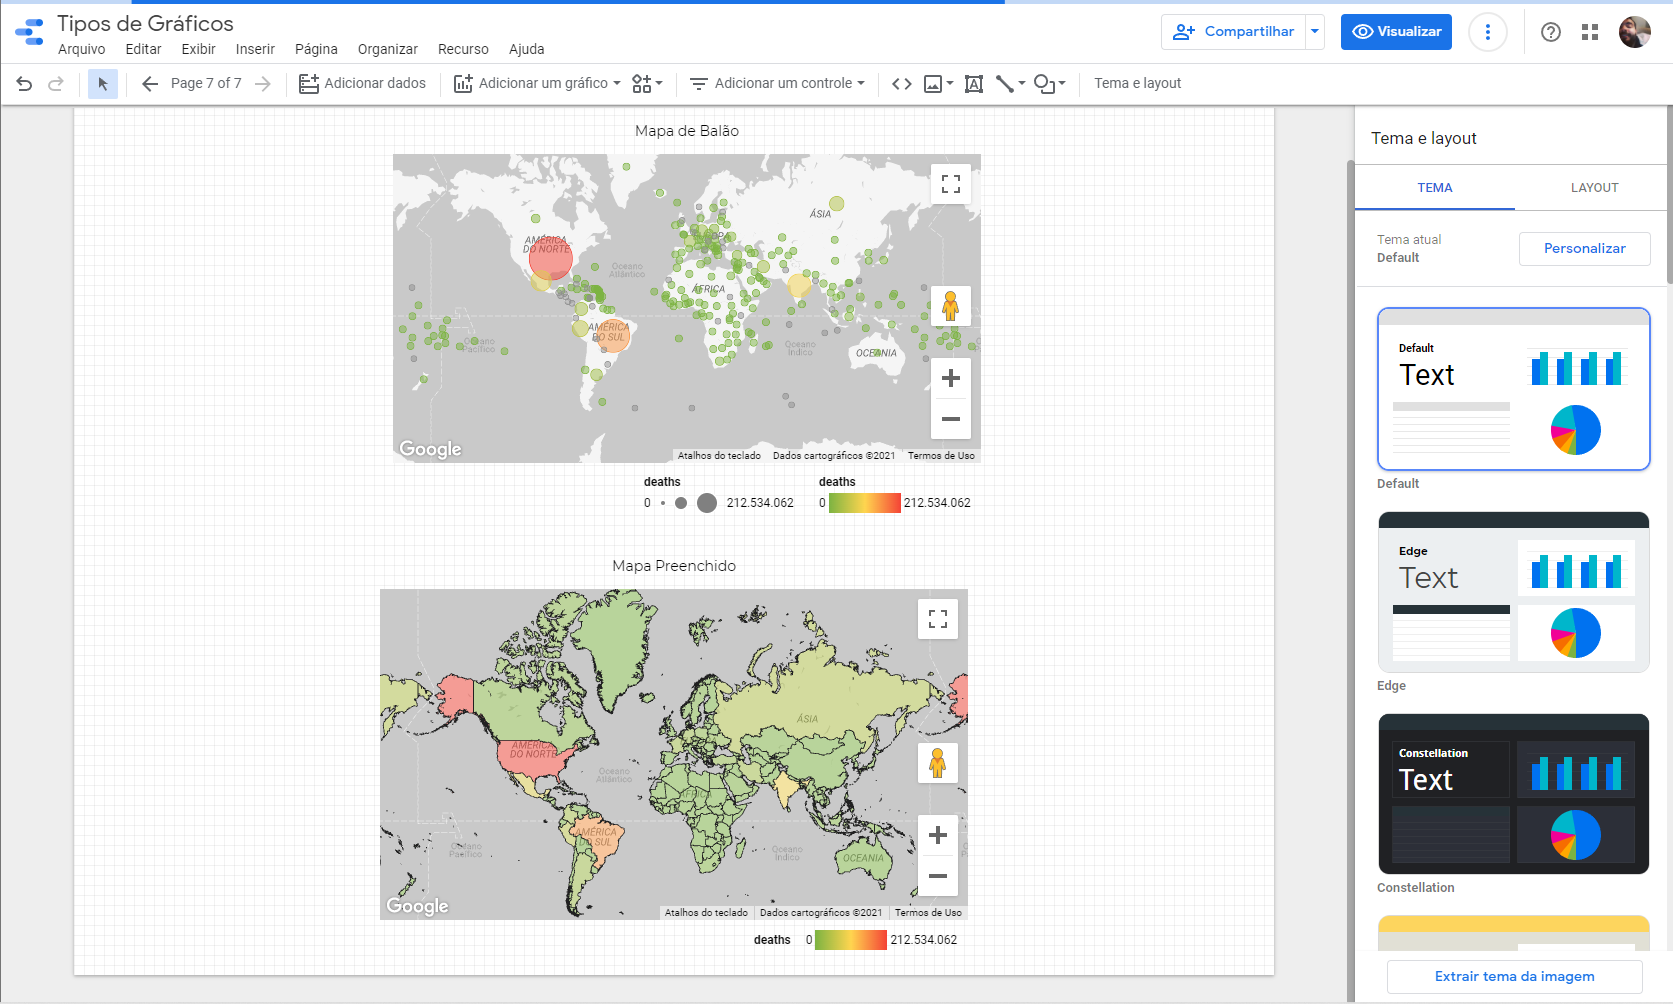 Tipos de Gráficos
Arquivo Editar Exibir Inserir Página Organizar Recurso Ajuda
Compartilhar
Visualizar
Page 7 of 7
Adicionar dados
Adicionar um gráfico
Adicionar um controle
Tema e layout
Mapa de Balão
AMÉRICA
DO NORTE
EUROPA
ÁSIA
Oceano
Atlântico
ÁFRICA
AMÉRICA
DO SUL
Oceano
Pacífico
Oceano
Índico
OCEANIA
Google
Atalhos do teclado
Dados cartográficos ©2021
Termos de Uso
deaths
0 212.534.062
deaths
0 212.534.062
Mapa Preenchido
ÁSIA
AMÉRICA
DO NORTE
Oceano
Atlântico
ÁFRICA
AMÉRICA
DO SUL
Oceano
Pacífico
Oceano
Índico
OCEANIA
Google
Atalhos do teclado
Dados cartográficos ©2021
Termos de Uso
deaths 0 212.534.062
Tema e layout
TEMA LAYOUT
Tema atual
Default
Personalizar
Default
Text
Default
Edge
Text
Edge
Constellation
Text
Constellation
Extrair tema da imagem